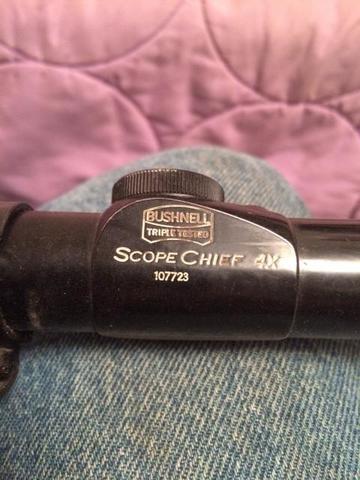 BUSHNELL
TRIPLE TESTED
SCOPE CHIEF 4X
107723